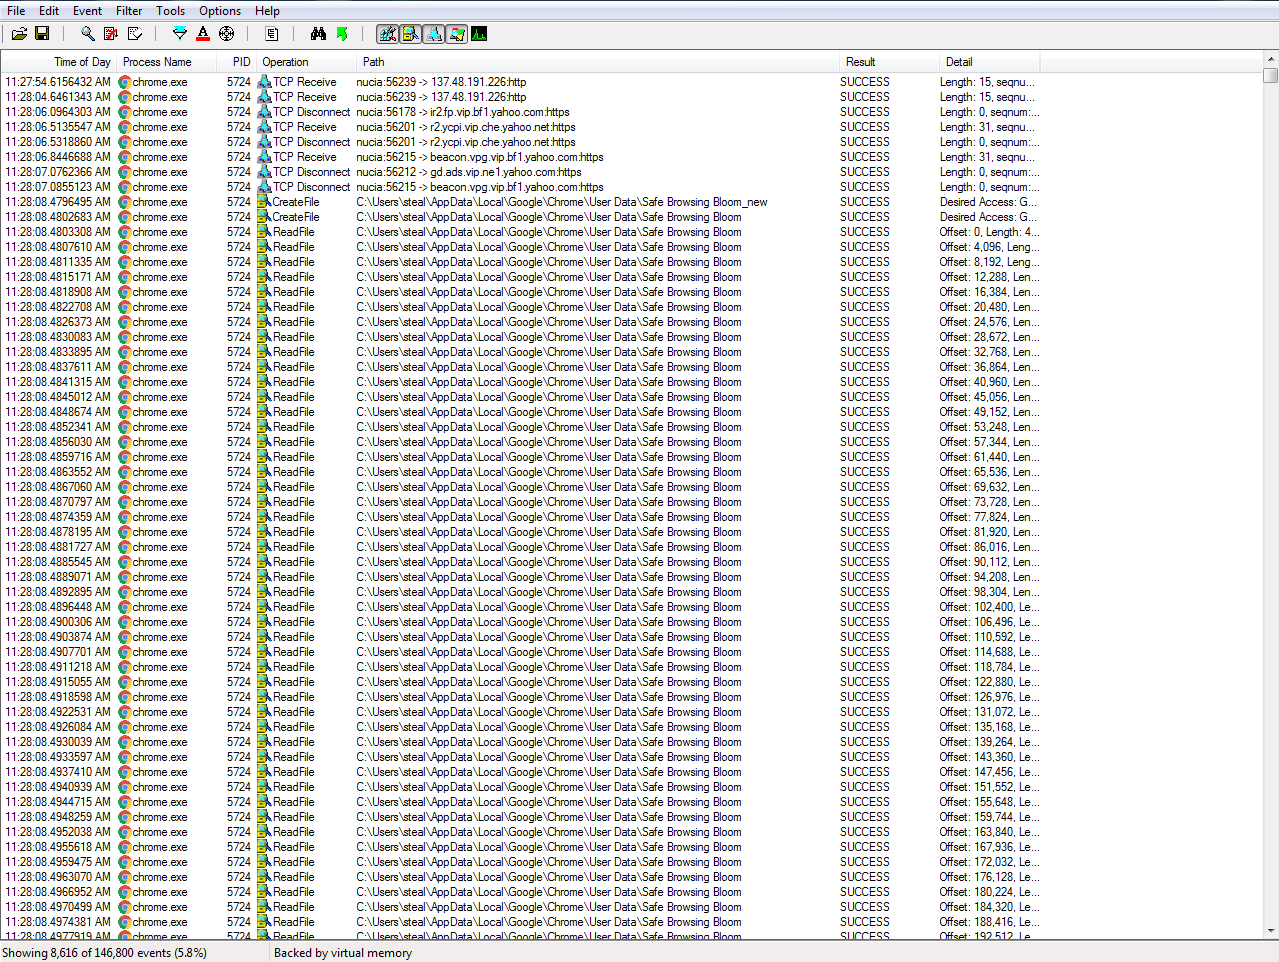 File Edit Event Filter Tools Options Help
Time of Day Process Name PID Operation Path Result Detail
11:27:54.6156432 AM chrome.exe 5724 TCP Receive nucia:56239 -> 137.48.191.226:http SUCCESS Length: 15, seqnu...
11:28:04.6461343 AM chrome.exe 5724 TCP Receive nucia:56239 -> 137.48.191.226:http SUCCESS Length: 15, seqnu...
11:28:06.0964303 AM chrome.exe 5724 TCP Disconnect nucia:56178 -> ir2.fp.vip.bf1.yahoo.com:https SUCCESS Length: 0, seqnum:...
11:28:06.5135547 AM chrome.exe 5724 TCP Receive nucia:56201 -> r2.ycpi.vip.che.yahoo.net:https SUCCESS Length: 31, seqnum...
11:28:06.5318860 AM chrome.exe 5724 TCP Disconnect nucia:56201 -> r2.ycpi.vip.che.yahoo.net:https SUCCESS Length: 0, seqnum:...
11:28:06.8446688 AM chrome.exe 5724 TCP Receive nucia:56215 -> beacon.vpg.vip.bf1.yahoo.com:https SUCCESS Length: 31, seqnum...
11:28:07.0762366 AM chrome.exe 5724 TCP Disconnect nucia:56212 -> gd.ads.vip.ne1.yahoo.com:https SUCCESS Length: 0, seqnum:...
11:28:07.0855123 AM chrome.exe 5724 TCP Disconnect nucia:56215 -> beacon.vpg.vip.bf1.yahoo.com:https SUCCESS Length: 0, seqnum:...
11:28:08.4796495 AM chrome.exe 5724 CreateFile C:\Users\steal\AppData\Local\Google\Chrome\User Data\Safe Browsing Bloom_new SUCCESS Desired Access: G...
11:28:08.4802683 AM chrome.exe 5724 CreateFile C:\Users\steal\AppData\Local\Google\Chrome\User Data\Safe Browsing Bloom SUCCESS Desired Access: G...
11:28:08.4803308 AM chrome.exe 5724 ReadFile C:\Users\steal\AppData\Local\Google\Chrome\User Data\Safe Browsing Bloom SUCCESS Offset: 0, Length: 4...
11:28:08.4807610 AM chrome.exe 5724 ReadFile C:\Users\steal\AppData\Local\Google\Chrome\User Data\Safe Browsing Bloom SUCCESS Offset: 4,096, Leng...
11:28:08.4811335 AM chrome.exe 5724 ReadFile C:\Users\steal\AppData\Local\Google\Chrome\User Data\Safe Browsing Bloom SUCCESS Offset: 8,192, Leng...
11:28:08.4815171 AM chrome.exe 5724 ReadFile C:\Users\steal\AppData\Local\Google\Chrome\User Data\Safe Browsing Bloom SUCCESS Offset: 12,288, Len...
11:28:08.4818908 AM chrome.exe 5724 ReadFile C:\Users\steal\AppData\Local\Google\Chrome\User Data\Safe Browsing Bloom SUCCESS Offset: 16,384, Len...
11:28:08.4822708 AM chrome.exe 5724 ReadFile C:\Users\steal\AppData\Local\Google\Chrome\User Data\Safe Browsing Bloom SUCCESS Offset: 20,480, Len...
11:28:08.4826373 AM chrome.exe 5724 ReadFile C:\Users\steal\AppData\Local\Google\Chrome\User Data\Safe Browsing Bloom SUCCESS Offset: 24,576, Len...
11:28:08.4830083 AM chrome.exe 5724 ReadFile C:\Users\steal\AppData\Local\Google\Chrome\User Data\Safe Browsing Bloom SUCCESS Offset: 28,672, Len...
11:28:08.4833895 AM chrome.exe 5724 ReadFile C:\Users\steal\AppData\Local\Google\Chrome\User Data\Safe Browsing Bloom SUCCESS Offset: 32,768, Len...
11:28:08.4837611 AM chrome.exe 5724 ReadFile C:\Users\steal\AppData\Local\Google\Chrome\User Data\Safe Browsing Bloom SUCCESS Offset: 36,864, Len...
11:28:08.4841315 AM chrome.exe 5724 ReadFile C:\Users\steal\AppData\Local\Google\Chrome\User Data\Safe Browsing Bloom SUCCESS Offset: 40,960, Len...
11:28:08.4845012 AM chrome.exe 5724 ReadFile C:\Users\steal\AppData\Local\Google\Chrome\User Data\Safe Browsing Bloom SUCCESS Offset: 45,056, Len...
11:28:08.4848674 AM chrome.exe 5724 ReadFile C:\Users\steal\AppData\Local\Google\Chrome\User Data\Safe Browsing Bloom SUCCESS Offset: 49,152, Len...
11:28:08.4852341 AM chrome.exe 5724 ReadFile C:\Users\steal\AppData\Local\Google\Chrome\User Data\Safe Browsing Bloom SUCCESS Offset: 53,248, Len...
11:28:08.4856030 AM chrome.exe 5724 ReadFile C:\Users\steal\AppData\Local\Google\Chrome\User Data\Safe Browsing Bloom SUCCESS Offset: 57,344, Len...
11:28:08.4859716 AM chrome.exe 5724 ReadFile C:\Users\steal\AppData\Local\Google\Chrome\User Data\Safe Browsing Bloom SUCCESS Offset: 61,440, Len...
11:28:08.4863552 AM chrome.exe 5724 ReadFile C:\Users\steal\AppData\Local\Google\Chrome\User Data\Safe Browsing Bloom SUCCESS Offset: 65,536, Len...
11:28:08.4867060 AM chrome.exe 5724 ReadFile C:\Users\steal\AppData\Local\Google\Chrome\User Data\Safe Browsing Bloom SUCCESS Offset: 69,632, Len...
11:28:08.4870797 AM chrome.exe 5724 ReadFile C:\Users\steal\AppData\Local\Google\Chrome\User Data\Safe Browsing Bloom SUCCESS Offset: 73,728, Len...
11:28:08.4874359 AM chrome.exe 5724 ReadFile C:\Users\steal\AppData\Local\Google\Chrome\User Data\Safe Browsing Bloom SUCCESS Offset: 77,824, Len...
11:28:08.4878195 AM chrome.exe 5724 ReadFile C:\Users\steal\AppData\Local\Google\Chrome\User Data\Safe Browsing Bloom SUCCESS Offset: 81,920, Len...
11:28:08.4881727 AM chrome.exe 5724 ReadFile C:\Users\steal\AppData\Local\Google\Chrome\User Data\Safe Browsing Bloom SUCCESS Offset: 86,016, Len...
11:28:08.4885545 AM chrome.exe 5724 ReadFile C:\Users\steal\AppData\Local\Google\Chrome\User Data\Safe Browsing Bloom SUCCESS Offset: 90,112, Len...
11:28:08.4889071 AM chrome.exe 5724 ReadFile C:\Users\steal\AppData\Local\Google\Chrome\User Data\Safe Browsing Bloom SUCCESS Offset: 94,208, Len...
11:28:08.4892895 AM chrome.exe 5724 ReadFile C:\Users\steal\AppData\Local\Google\Chrome\User Data\Safe Browsing Bloom SUCCESS Offset: 98,304, Len...
11:28:08.4896448 AM chrome.exe 5724 ReadFile C:\Users\steal\AppData\Local\Google\Chrome\User Data\Safe Browsing Bloom SUCCESS Offset: 102,400, Le...
11:28:08.4900306 AM chrome.exe 5724 ReadFile C:\Users\steal\AppData\Local\Google\Chrome\User Data\Safe Browsing Bloom SUCCESS Offset: 106,496, Le...
11:28:08.4903874 AM chrome.exe 5724 ReadFile C:\Users\steal\AppData\Local\Google\Chrome\User Data\Safe Browsing Bloom SUCCESS Offset: 110,592, Le...
11:28:08.4907701 AM chrome.exe 5724 ReadFile C:\Users\steal\AppData\Local\Google\Chrome\User Data\Safe Browsing Bloom SUCCESS Offset: 114,688, Le...
11:28:08.4911218 AM chrome.exe 5724 ReadFile C:\Users\steal\AppData\Local\Google\Chrome\User Data\Safe Browsing Bloom SUCCESS Offset: 118,784, Le...
11:28:08.4915055 AM chrome.exe 5724 ReadFile C:\Users\steal\AppData\Local\Google\Chrome\User Data\Safe Browsing Bloom SUCCESS Offset: 122,880, Le...
11:28:08.4918598 AM chrome.exe 5724 ReadFile C:\Users\steal\AppData\Local\Google\Chrome\User Data\Safe Browsing Bloom SUCCESS Offset: 126,976, Le...
11:28:08.4922531 AM chrome.exe 5724 ReadFile C:\Users\steal\AppData\Local\Google\Chrome\User Data\Safe Browsing Bloom SUCCESS Offset: 131,072, Le...
11:28:08.4926084 AM chrome.exe 5724 ReadFile C:\Users\steal\AppData\Local\Google\Chrome\User Data\Safe Browsing Bloom SUCCESS Offset: 135,168, Le...
11:28:08.4930039 AM chrome.exe 5724 ReadFile C:\Users\steal\AppData\Local\Google\Chrome\User Data\Safe Browsing Bloom SUCCESS Offset: 139,264, Le...
11:28:08.4933597 AM chrome.exe 5724 ReadFile C:\Users\steal\AppData\Local\Google\Chrome\User Data\Safe Browsing Bloom SUCCESS Offset: 143,360, Le...
11:28:08.4937410 AM chrome.exe 5724 ReadFile C:\Users\steal\AppData\Local\Google\Chrome\User Data\Safe Browsing Bloom SUCCESS Offset: 147,456, Le...
11:28:08.4940939 AM chrome.exe 5724 ReadFile C:\Users\steal\AppData\Local\Google\Chrome\User Data\Safe Browsing Bloom SUCCESS Offset: 151,552, Le...
11:28:08.4944715 AM chrome.exe 5724 ReadFile C:\Users\steal\AppData\Local\Google\Chrome\User Data\Safe Browsing Bloom SUCCESS Offset: 155,648, Le...
11:28:08.4948259 AM chrome.exe 5724 ReadFile C:\Users\steal\AppData\Local\Google\Chrome\User Data\Safe Browsing Bloom SUCCESS Offset: 159,744, Le...
11:28:08.4952038 AM chrome.exe 5724 ReadFile C:\Users\steal\AppData\Local\Google\Chrome\User Data\Safe Browsing Bloom SUCCESS Offset: 163,840, Le...
11:28:08.4955618 AM chrome.exe 5724 ReadFile C:\Users\steal\AppData\Local\Google\Chrome\User Data\Safe Browsing Bloom SUCCESS Offset: 167,936, Le...
11:28:08.4959475 AM chrome.exe 5724 ReadFile C:\Users\steal\AppData\Local\Google\Chrome\User Data\Safe Browsing Bloom SUCCESS Offset: 172,032, Le...
11:28:08.4963070 AM chrome.exe 5724 ReadFile C:\Users\steal\AppData\Local\Google\Chrome\User Data\Safe Browsing Bloom SUCCESS Offset: 176,128, Le...
11:28:08.4966952 AM chrome.exe 5724 ReadFile C:\Users\steal\AppData\Local\Google\Chrome\User Data\Safe Browsing Bloom SUCCESS Offset: 180,224, Le...
11:28:08.4970499 AM chrome.exe 5724 ReadFile C:\Users\steal\AppData\Local\Google\Chrome\User Data\Safe Browsing Bloom SUCCESS Offset: 184,320, Le...
11:28:08.4974381 AM chrome.exe 5724 ReadFile C:\Users\steal\AppData\Local\Google\Chrome\User Data\Safe Browsing Bloom SUCCESS Offset: 188,416, Le...
11:28:08.4977919 AM chrome.exe 5724 ReadFile C:\Users\steal\AppData\Local\Google\Chrome\User Data\Safe Browsing Bloom SUCCESS Offset: 192,512, Le...
Showing 8,616 of 146,800 events (5.8%) Backed by virtual memory